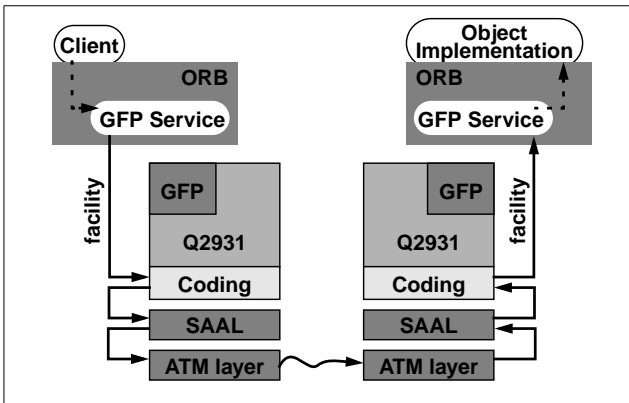 Client
ORB
GFP Service
facility
GFP
Q2931
Coding
SAAL
ATM layer
Object
Implementation
ORB
GFP Service
facility
GFP
Q2931
Coding
SAAL
ATM layer